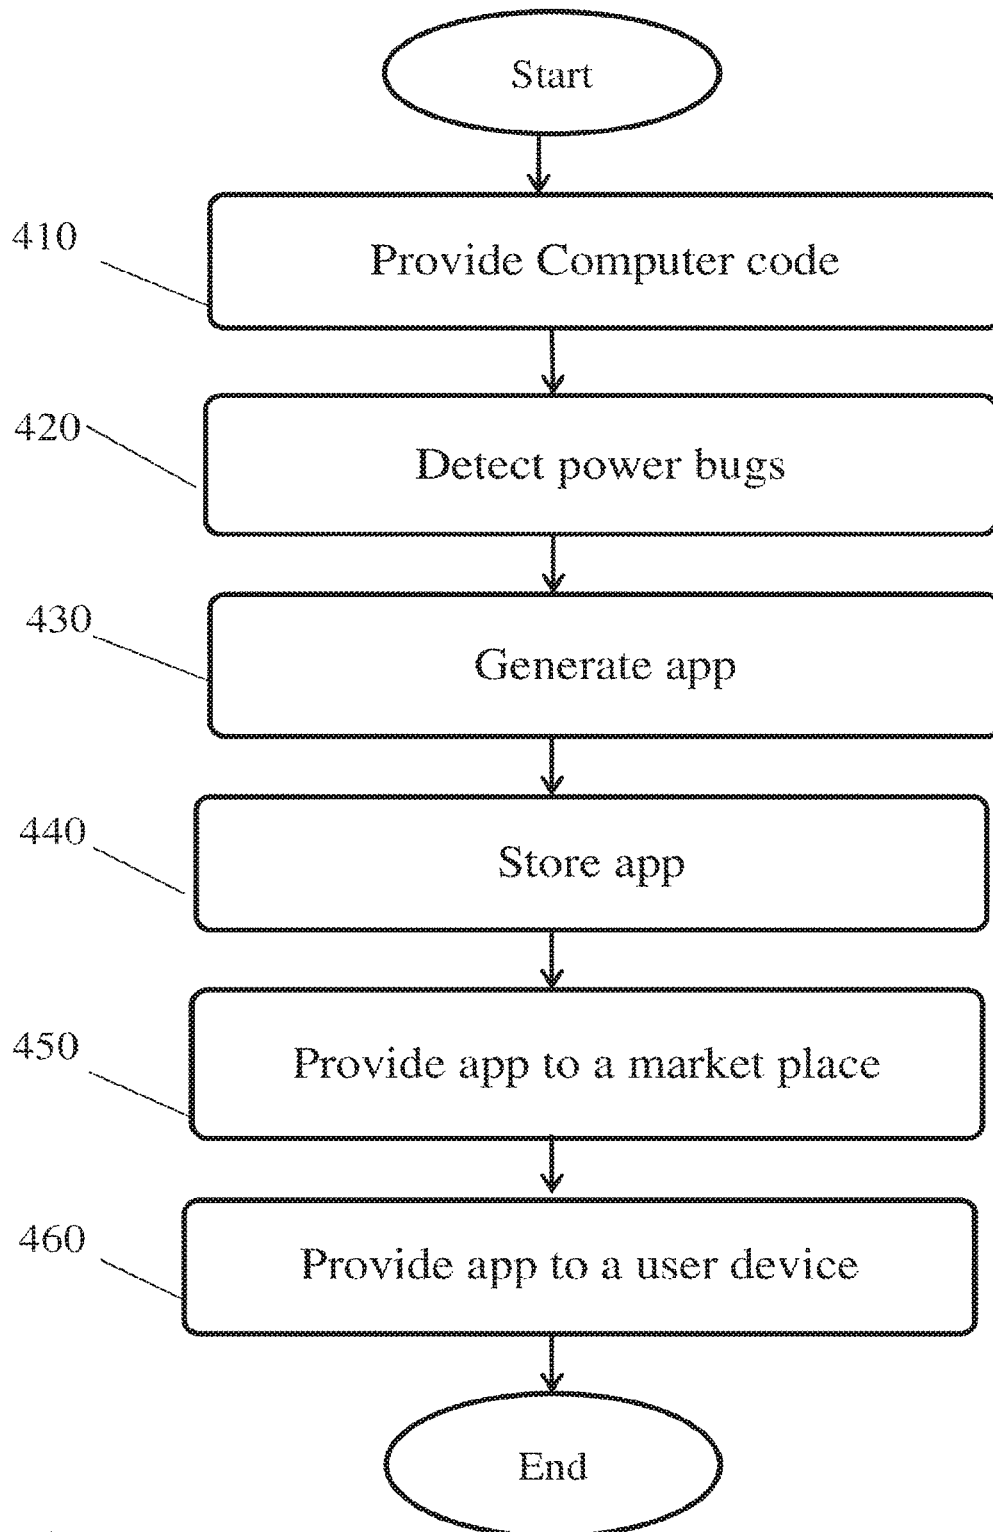 Start
410
Provide Computer code
420
Detect power bugs
430
Generate app
440
Store app
450
Provide app to a market place
460
Provide app to a user device
End